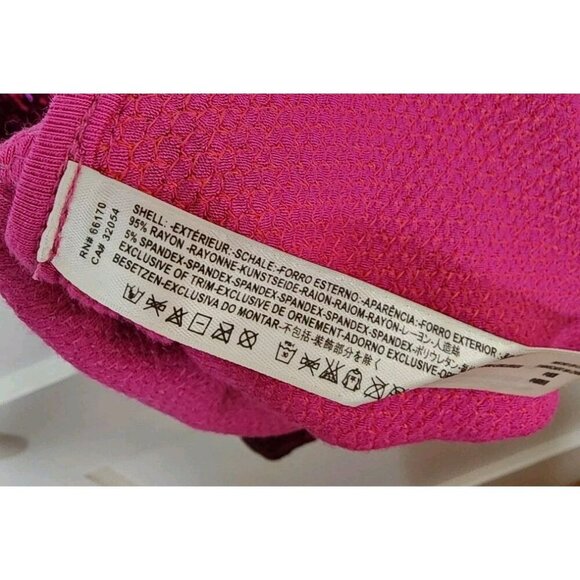 RN# 66170
CA# 32054
SHELL: -EXTÉRIEUR:-SCHALE:-FORRO ESTERNO:-APARÊNCIA:-FORRO EXTERIOR:
95% RAYON -RAYONNE-KUNSTSEIDE-RAION-RAIOM-RAYÓN-レーヨン-人造絲
5% SPANDEX-SPANDEX-SPANDEX-SPANDEX-SPANDEX-SPANDEX-ポリウレタン
EXCLUSIVE OF TRIM-EXCLUSIVE DE ORNEMENT-ADORNO EXCLUSIVE-OR
BESETZEN-EXCLUSIVO DO MONTAR-不包括-装飾部分を除く